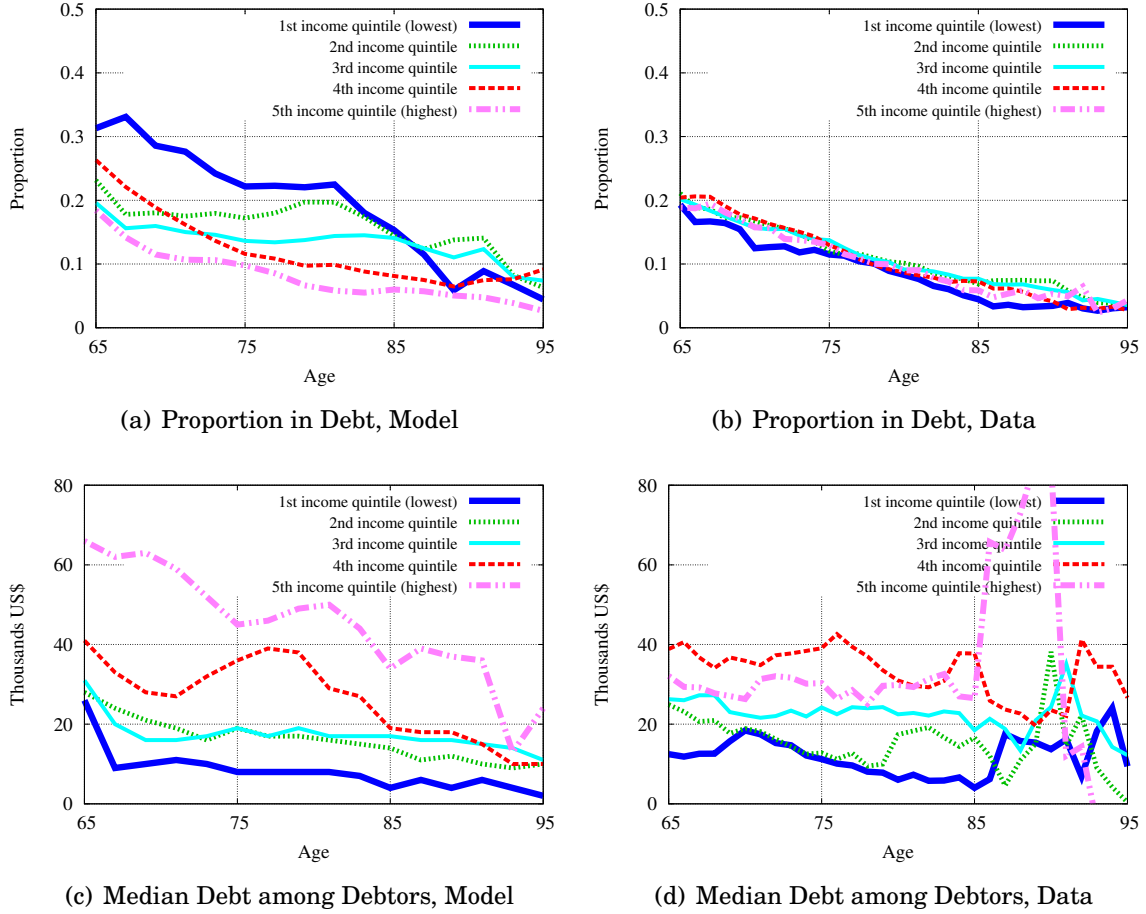 0.5
0.4
0.3
0.2
0.1
0
65
75
85
95
Proportion
Age
1st income quintile (lowest)
2nd income quintile
3rd income quintile
4th income quintile
5th income quintile (highest)
(a) Proportion in Debt, Model
0.5
0.4
0.3
0.2
0.1
0
65
75
85
95
Proportion
Age
1st income quintile (lowest)
2nd income quintile
3rd income quintile
4th income quintile
5th income quintile (highest)
(b) Proportion in Debt, Data
80
60
40
20
0
65
75
85
95
Thousands US$
Age
1st income quintile (lowest)
2nd income quintile
3rd income quintile
4th income quintile
5th income quintile (highest)
(c) Median Debt among Debtors, Model
80
60
40
20
0
65
75
85
95
Thousands US$
Age
1st income quintile (lowest)
2nd income quintile
3rd income quintile
4th income quintile
5th income quintile (highest)
(d) Median Debt among Debtors, Data